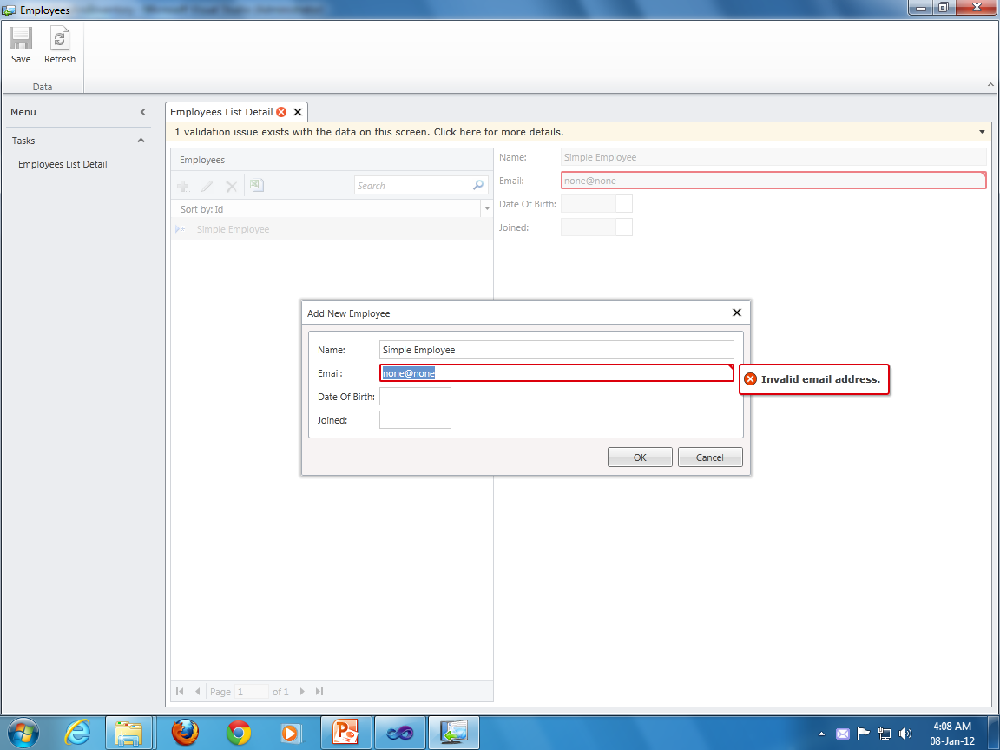 Employees
Save
Refresh
Data
Menu
Tasks
Employees List Detail
Employees List Detail
1 validation issue exists with the data on this screen. Click here for more details.
Employees
Search
Sort by: Id
Simple Employee
Page 1 of 1
Name: Simple Employee
Email: none@none
Date Of Birth:
Joined:
Add New Employee
Name: Simple Employee
Email: none@none
Invalid email address.
Date Of Birth:
Joined:
OK
Cancel
4:08 AM
08-Jan-12